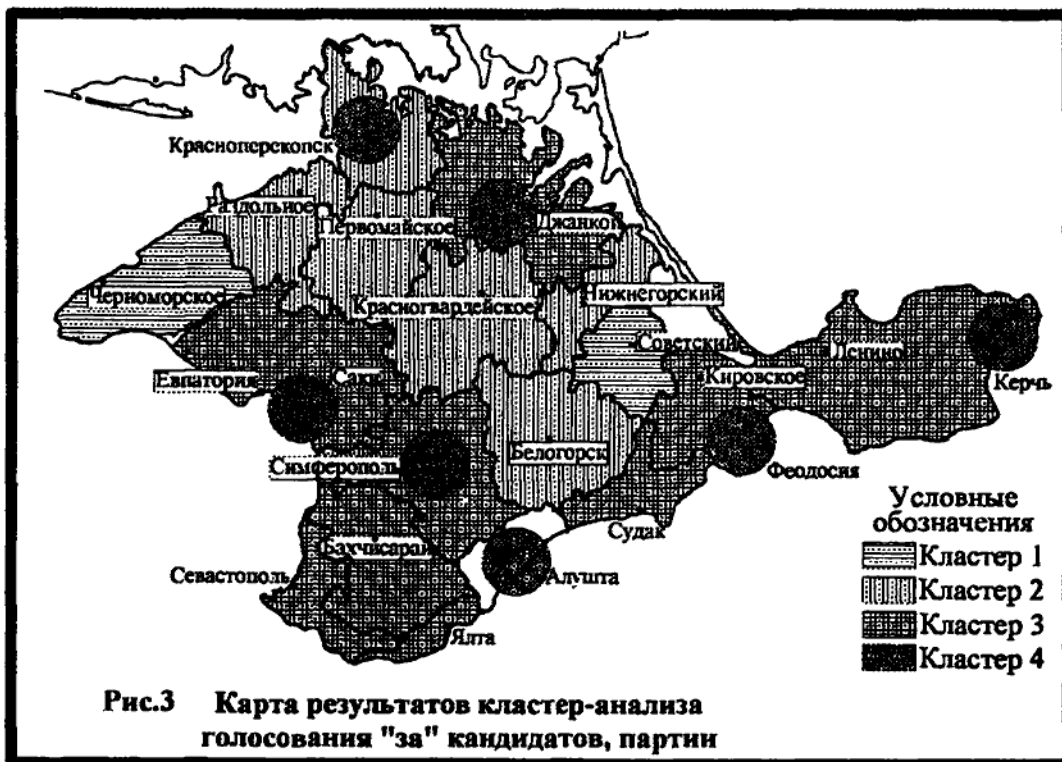 Красноперекопск
Раздольное
Первомайское
Джанкой
Черноморское
Красногвардейское
Нижнегорский
Советский
Ленино
Евпатория
Саки
Кировское
Керчь
Симферополь
Белогорск
Феодосия
Судак
Бахчисарай
Севастополь
Алушта
Ялта
Условные
обозначения
Кластер 1
Кластер 2
Кластер 3
Кластер 4
Рис.3 Карта результатов кластер-анализа
голосования "за" кандидатов, партии